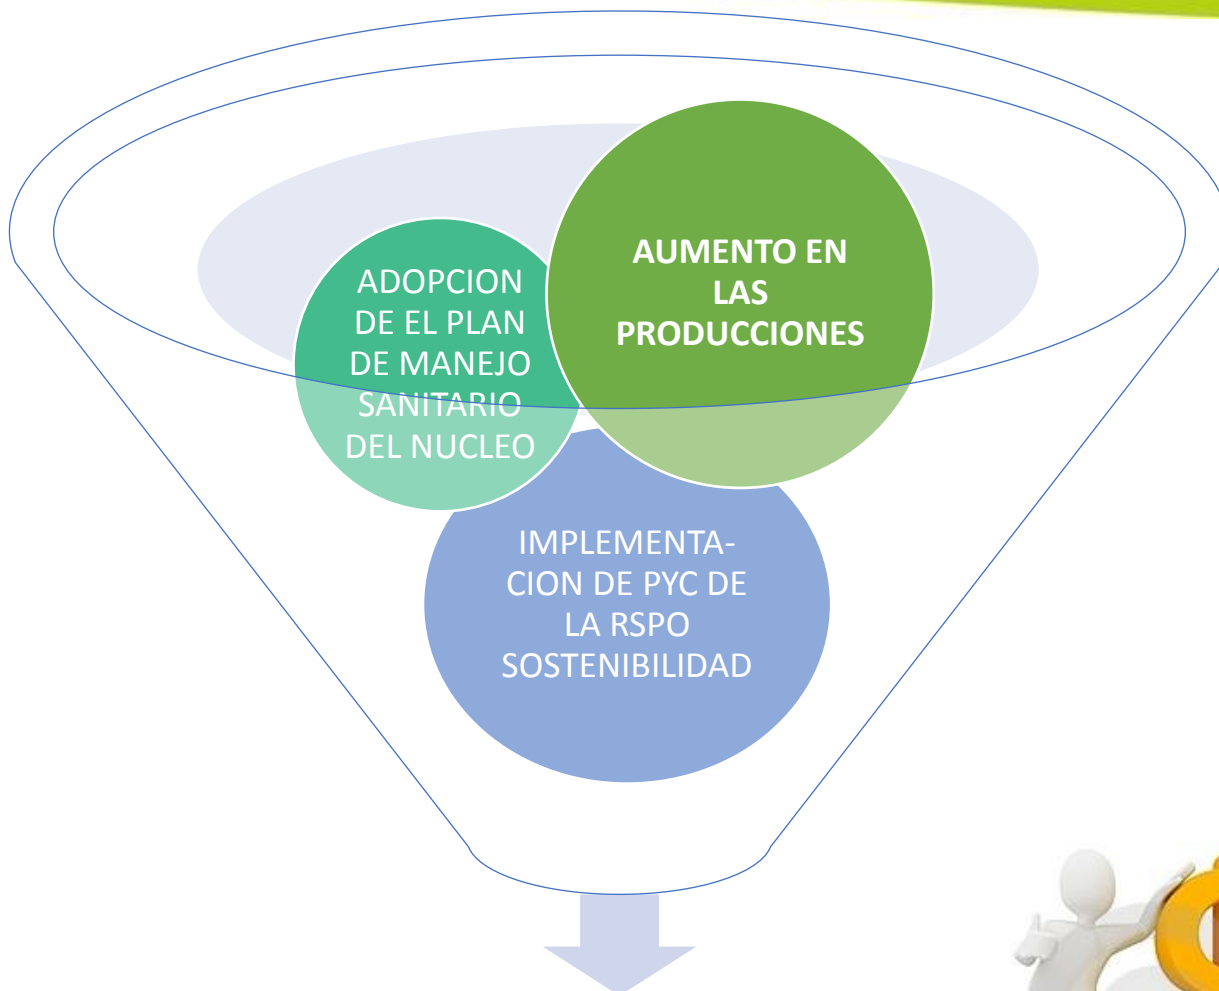 AUMENTO EN
LAS
PRODUCCIONES
ADOPCION
DE EL PLAN
DE MANEJO
SANITARIO
DEL NUCLEO
IMPLEMENTA-
CION DE PYC DE
LA RSPO
SOSTENIBILIDAD